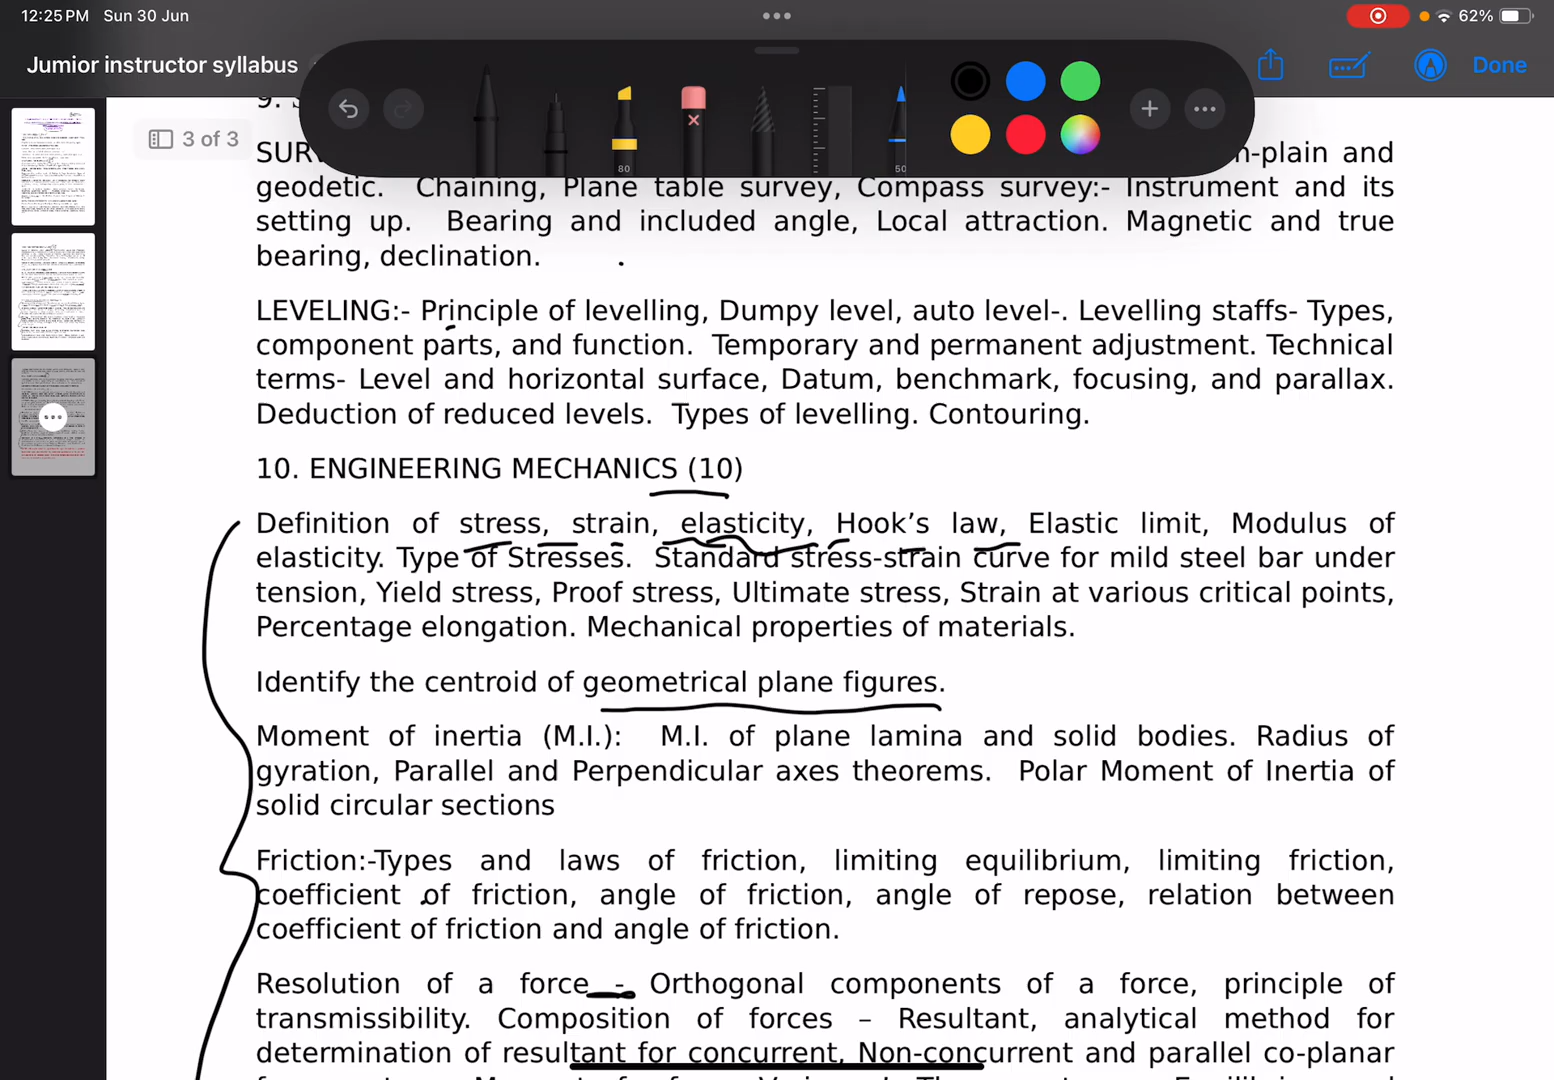 12:25 PM Sun 30 Jun
62%
Jumior instructor syllabus
Done
3 of 3
80
50
9.
n-plain and
geodetic. Chaining, Plane table survey, Compass survey:- Instrument and its
setting up. Bearing and included angle, Local attraction. Magnetic and true
bearing, declination.
LEVELING:- Principle of levelling, Dumpy level, auto level-. Levelling staffs- Types,
component parts, and function. Temporary and permanent adjustment. Technical
terms- Level and horizontal surface, Datum, benchmark, focusing, and parallax.
Deduction of reduced levels. Types of levelling. Contouring.
10. ENGINEERING MECHANICS (10)
Definition of stress, strain, elasticity, Hook’s law, Elastic limit, Modulus of
elasticity. Type of Stresses. Standard stress-strain curve for mild steel bar under
tension, Yield stress, Proof stress, Ultimate stress, Strain at various critical points,
Percentage elongation. Mechanical properties of materials.
Identify the centroid of geometrical plane figures.
Moment of inertia (M.I.): M.I. of plane lamina and solid bodies. Radius of
gyration, Parallel and Perpendicular axes theorems. Polar Moment of Inertia of
solid circular sections
Friction:-Types and laws of friction, limiting equilibrium, limiting friction,
coefficient of friction, angle of friction, angle of repose, relation between
coefficient of friction and angle of friction.
Resolution of a force - Orthogonal components of a force, principle of
transmissibility. Composition of forces – Resultant, analytical method for
determination of resultant for concurrent, Non-concurrent and parallel co-planar